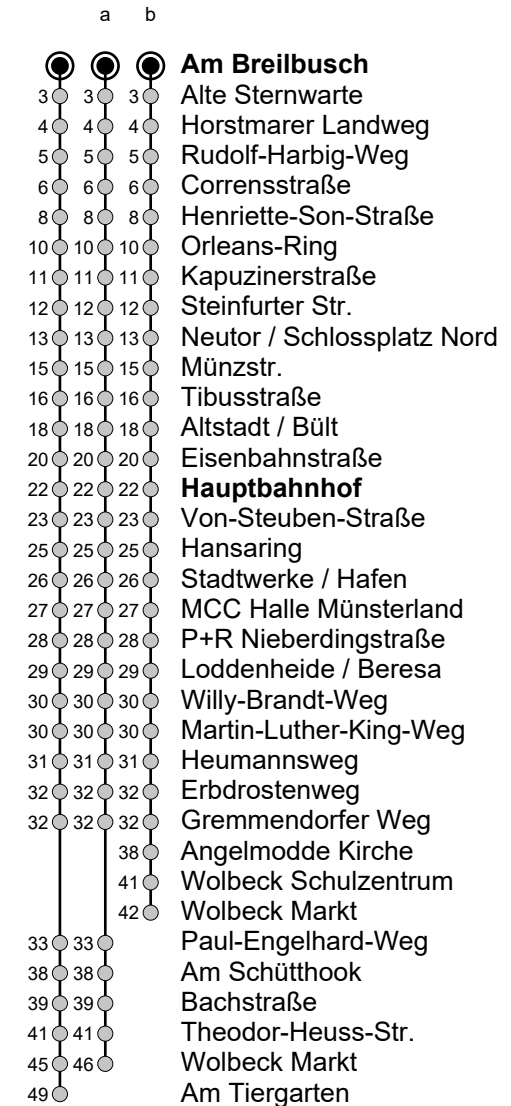 a b
Am Breilbusch
3 3 3 Alte Sternwarte
4 4 4 Horstmarer Landweg
5 5 5 Rudolf-Harbig-Weg
6 6 6 Corrensstraße
8 8 8 Henriette-Son-Straße
10 10 10 Orleans-Ring
11 11 11 Kapuzinerstraße
12 12 12 Steinfurter Str.
13 13 13 Neutor / Schlossplatz Nord
15 15 15 Münzstr.
16 16 16 Tibusstraße
18 18 18 Altstadt / Bült
20 20 20 Eisenbahnstraße
22 22 22 Hauptbahnhof
23 23 23 Von-Steuben-Straße
25 25 25 Hansaring
26 26 26 Stadtwerke / Hafen
27 27 27 MCC Halle Münsterland
28 28 28 P+R Nieberdingstraße
29 29 29 Loddenheide / Beresa
30 30 30 Willy-Brandt-Weg
30 30 30 Martin-Luther-King-Weg
31 31 31 Heumannsweg
32 32 32 Erbdrostenweg
32 32 32 Gremmendorfer Weg
38 Angelmodde Kirche
41 Wolbeck Schulzentrum
42 Wolbeck Markt
33 33 Paul-Engelhard-Weg
38 38 Am Schütthook
39 39 Bachstraße
41 41 Theodor-Heuss-Str.
45 46 Wolbeck Markt
49 Am Tiergarten